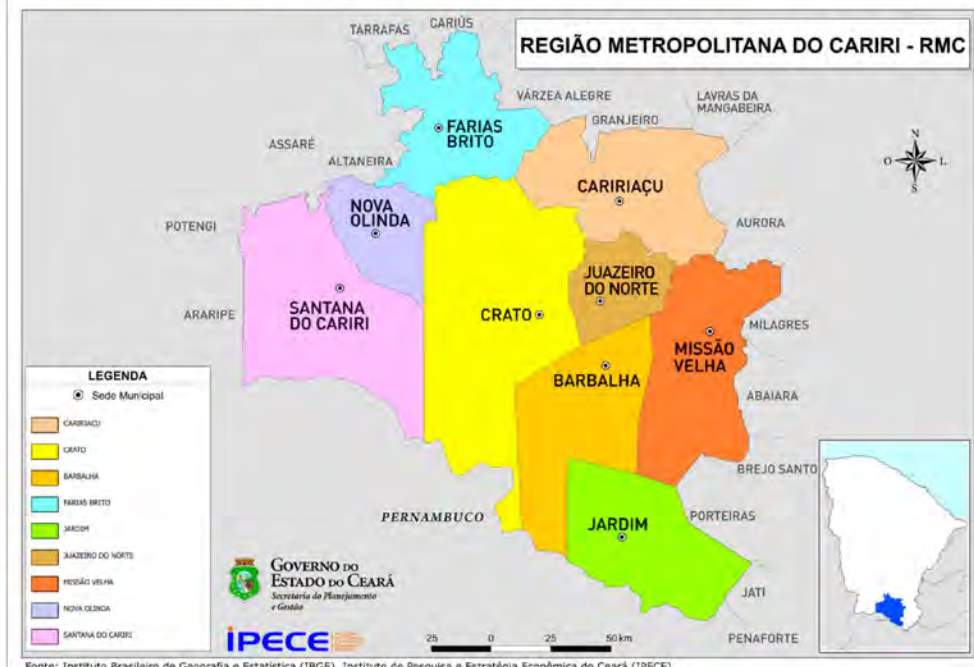 REGIÃO METROPOLITANA DO CARIRI - RMC
TARRAFAS
CARIÚS
VÁRZEA ALEGRE
LAVRAS DA
MANGABEIRA
GRANJEIRO
FARIAS
BRITO
ASSARÉ
ALTANEIRA
N
O
L
S
CARIRIAÇU
NOVA
OLINDA
POTENGI
AURORA
JUAZEIRO
DO NORTE
SANTANA
DO CARIRI
ARARIPE
CRATO
MILAGRES
MISSÃO
VELHA
BARBALHA
ABAIARA
BREJO SANTO
PERNAMBUCO
JARDIM
PORTEIRAS
JATI
PENAFORTE
LEGENDA
Sede Municipal
CARIRIAÇU
CRATO
BARBALHA
FARIAS BRITO
JARDIM
JUAZEIRO DO NORTE
MISSÃO VELHA
NOVA OLINDA
SANTANA DO CARIRI
GOVERNO DO
ESTADO DO CEARÁ
Secretaria do Planejamento
e Gestão
IPECE
25 0 25 50 km
Fonte: Instituto Brasileiro de Geografia e Estatística (IBGE), Instituto de Pesquisa e Estratégia Econômica do Ceará (IPECE)